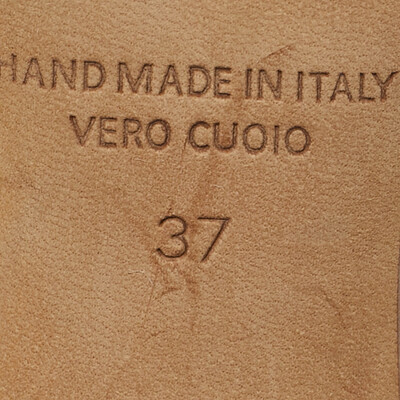 HAND MADE IN ITALY
VERO CUOIO
37